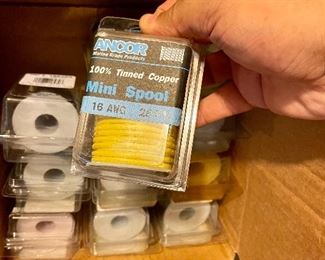 ANCOR
Marine Grade Products
100% Tinned Copper
Mini Spool
16 AWG